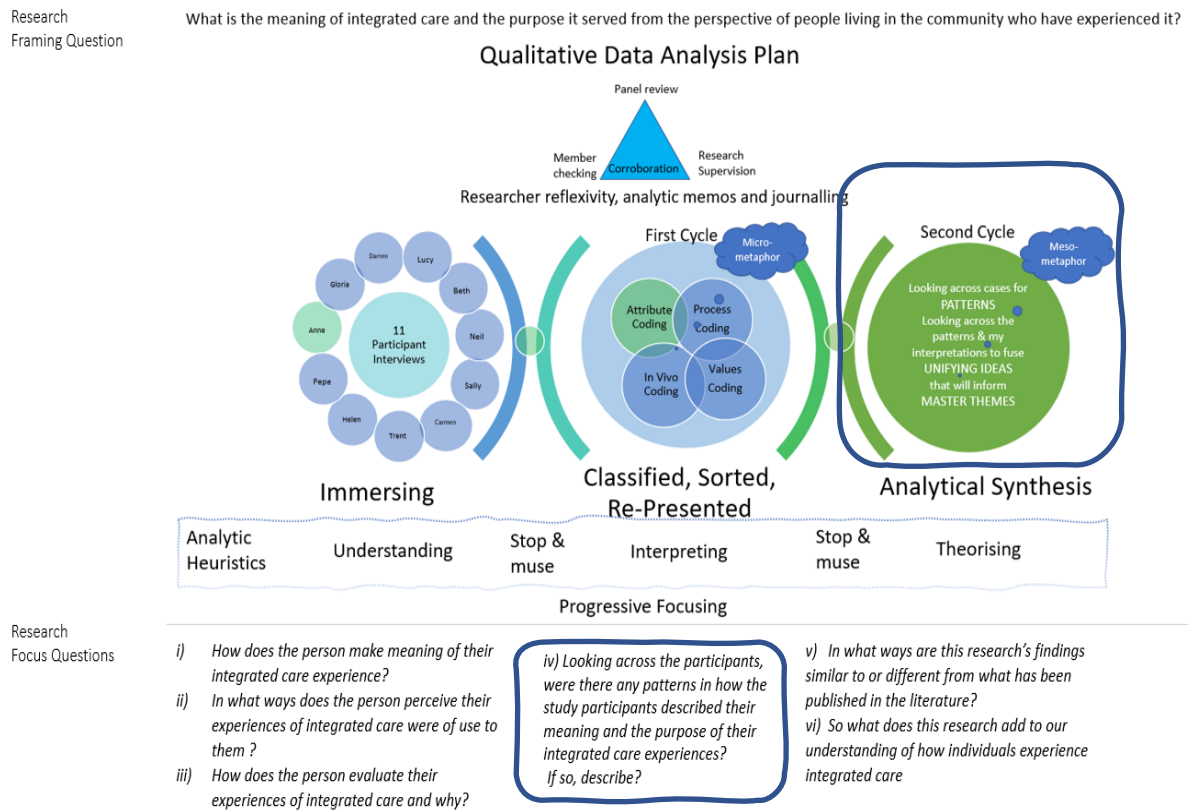 Research
Framing Question
What is the meaning of integrated care and the purpose it served from the perspective of people living in the community who have experienced it?
Qualitative Data Analysis Plan
Panel review
Member
checking
Corroboration
Research
Supervision
Researcher reflexivity, analytic memos and journalling
Darren
Lucy
Gloria
Beth
Anne
Neil
Pepe
Sally
Helen
Carmen
Trent
11
Participant
Interviews
First Cycle
Micro-
metaphor
Attribute
Coding
Process
Coding
In Vivo
Coding
Values
Coding
Second Cycle
Meso-
metaphor
Looking across cases for
PATTERNS
Looking across the
patterns & my
interpretations to fuse
UNIFYING IDEAS
that will inform
MASTER THEMES
Immersing
Classified, Sorted,
Re-Presented
Analytical Synthesis
Analytic
Heuristics
Understanding
Stop &
muse
Interpreting
Stop &
muse
Theorising
Progressive Focusing
Research
Focus Questions
i) How does the person make meaning of their
integrated care experience?
ii) In what ways does the person perceive their
experiences of integrated care were of use to
them ?
iii) How does the person evaluate their
experiences of integrated care and why?
iv) Looking across the participants,
were there any patterns in how the
study participants described their
meaning and the purpose of their
integrated care experiences?
If so, describe?
v) In what ways are this research's findings
similar to or different from what has been
published in the literature?
vi) So what does this research add to our
understanding of how individuals experience
integrated care